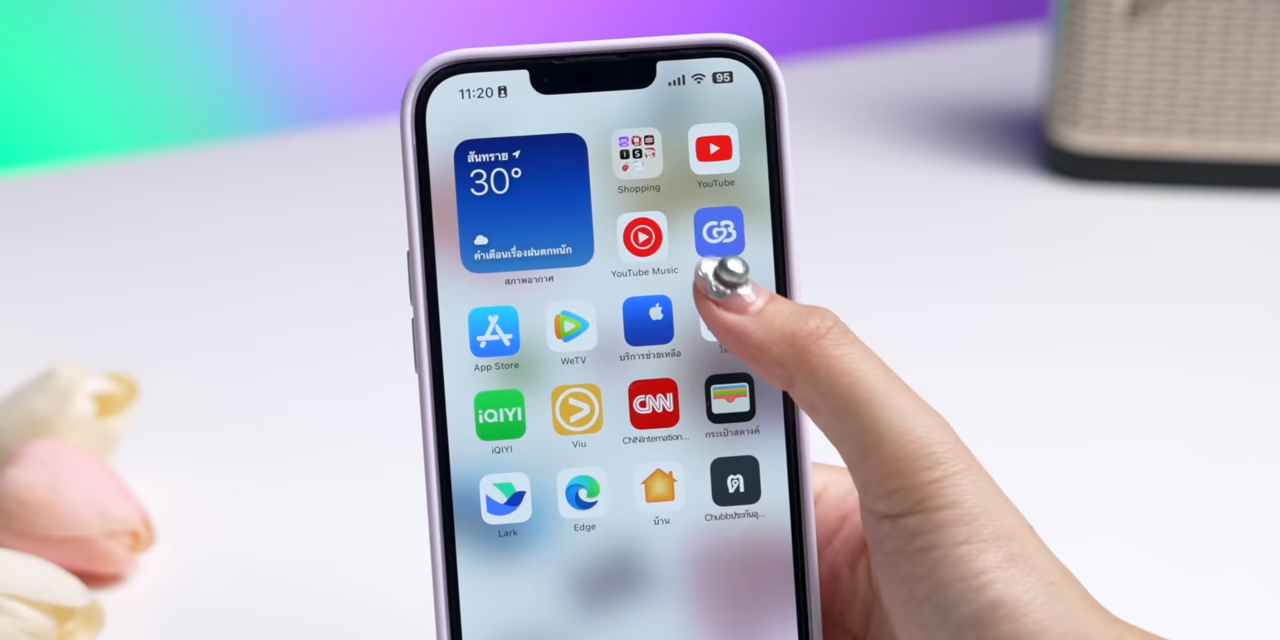 11:20
95
สันทราย
30°
คำเตือนเรื่องฝนตกหนัก
สภาพอากาศ
Shopping
YouTube
YouTube Music
G3
App Store
WeTV
บริการช่วยเหลือ
iQIYI
iQIYI
Viu
CNN
CNNInternation...
กระเป๋าสตางค์
Lark
Edge
บ้าน
ฅ
Chubbประกันอุ...